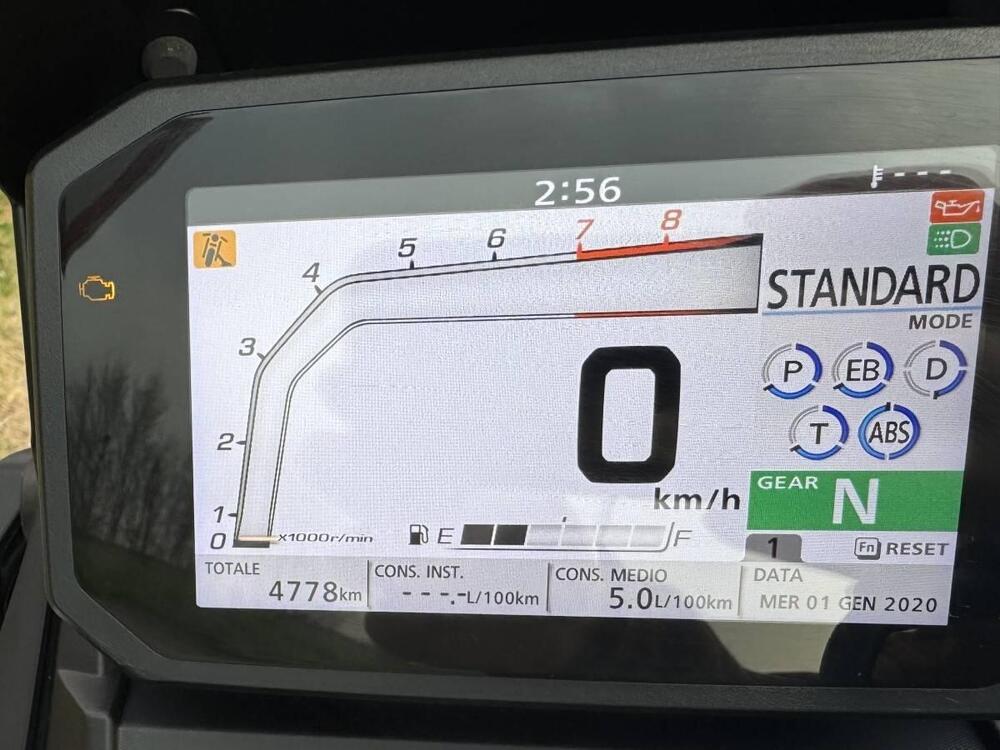 2:56
0 1 2 3 4 5 6 7 8
x1000r/min
STANDARD
MODE
P EB D
T ABS
0
km/h
GEAR N
E F
1
Fn RESET
TOTALE
4778km
CONS. INST.
---.-L/100km
CONS. MEDIO
5.0L/100km
DATA
MER 01 GEN 2020